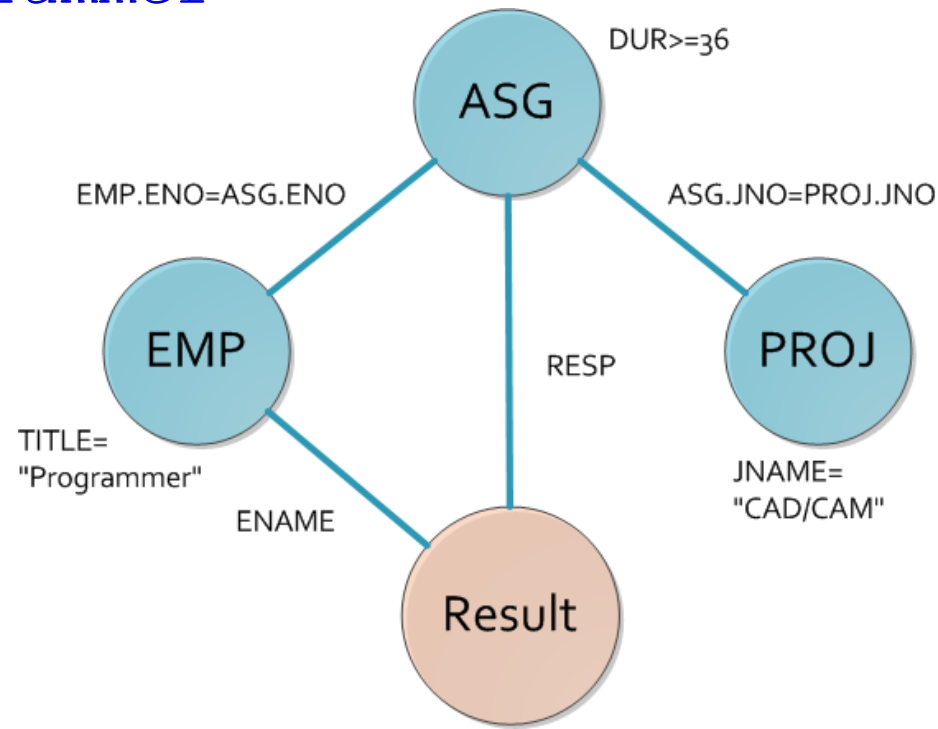 DUR>=36
ASG
EMP.ENO=ASG.ENO
ASG.JNO=PROJ.JNO
EMP
PROJ
RESP
TITLE=
"Programmer"
JNAME=
"CAD/CAM"
ENAME
Result